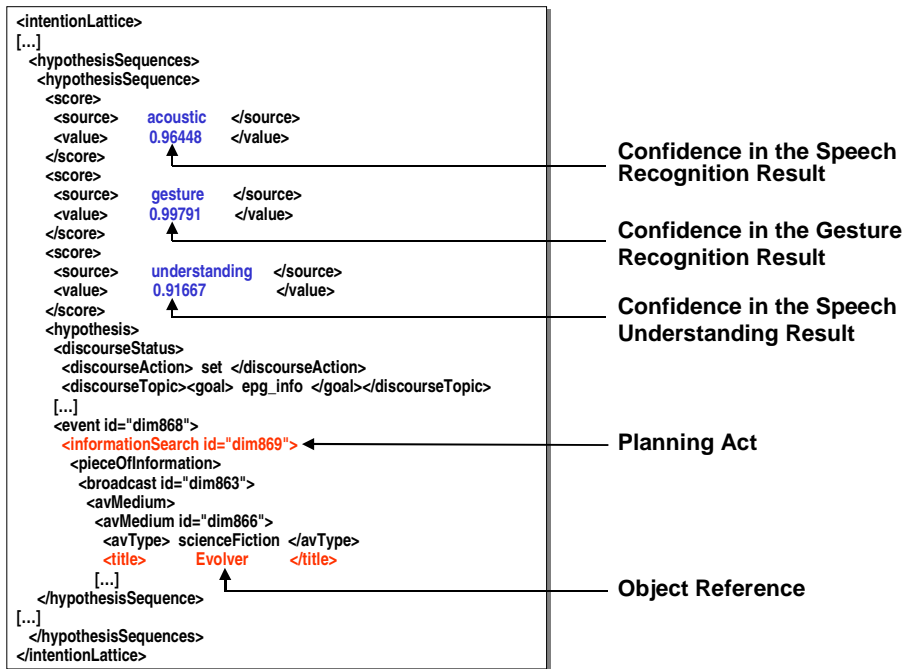 <intentionLattice>
[…]
<hypothesisSequences>
<hypothesisSequence>
<score>
<source> acoustic </source>
<value> 0.96448 </value>
</score>
<score>
<source> gesture </source>
<value> 0.99791 </value>
</score>
<score>
<source> understanding </source>
<value> 0.91667 </value>
</score>
<hypothesis>
<discourseStatus>
<discourseAction> set </discourseAction>
<discourseTopic><goal> epg_info </goal></discourseTopic>
[…]
<event id="dim868">
<informationSearch id="dim869">
<pieceOfInformation>
<broadcast id="dim863">
<avMedium>
<avMedium id="dim866">
<avType> scienceFiction </avType>
<title> Evolver </title>
[…]
</hypothesisSequence>
[…]
</hypothesisSequences>
</intentionLattice>
Confidence in the Speech
Recognition Result
Confidence in the Gesture
Recognition Result
Confidence in the Speech
Understanding Result
Planning Act
Object Reference